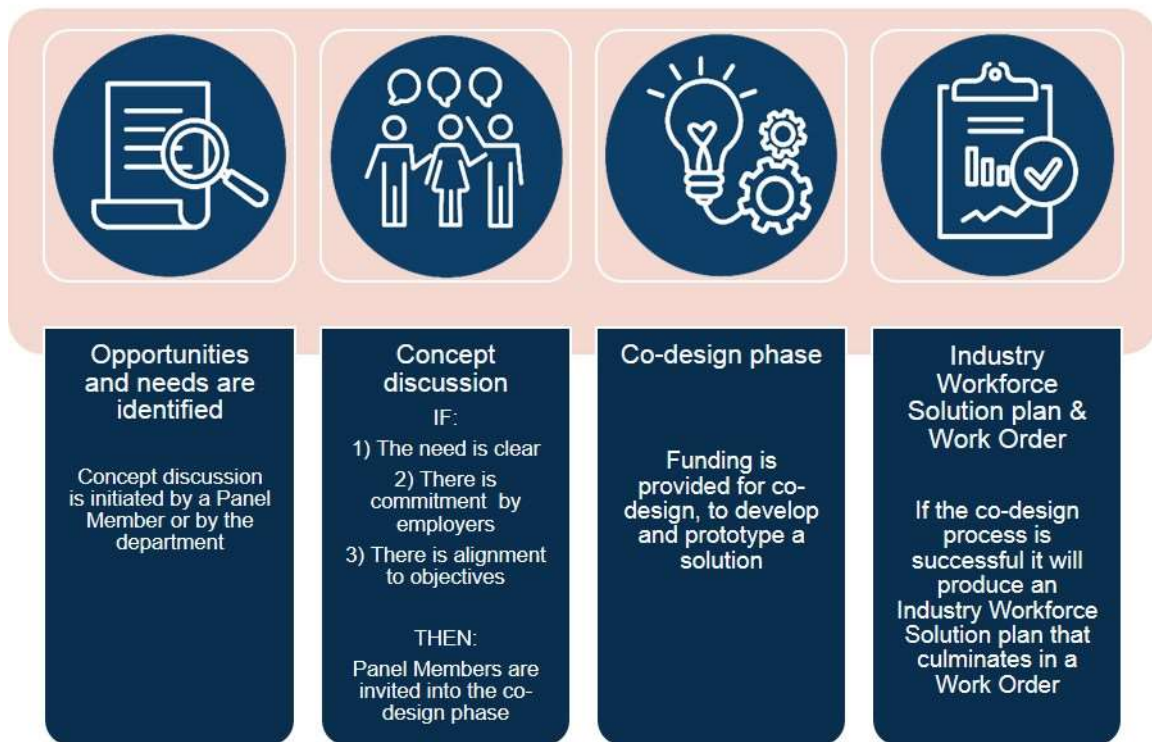 Opportunities
and needs are
identified
Concept discussion
is initiated by a Panel
Member or by the
department
Concept
discussion
IF:
1) The need is clear
2) There is
commitment by
employers
3) There is alignment
to objectives
THEN:
Panel Members are
invited into the co-
design phase
Co-design phase
Funding is
provided for co-
design, to develop
and prototype a
solution
Industry
Workforce
Solution plan &
Work Order
If the co-design
process is
successful it will
produce an
Industry Workforce
Solution plan that
culminates in a
Work Order